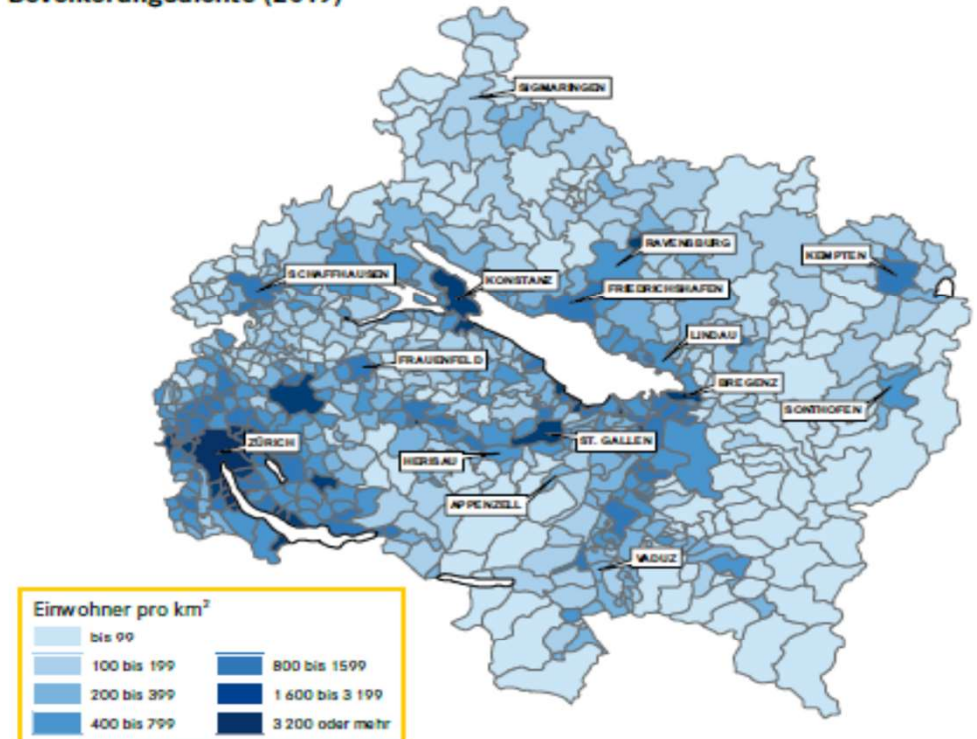 Bevölkerungsdichte (2019)
SIGMARINGEN
RAVENSBURG
KEMPTEN
SCHAFFHAUSEN
KONSTANZ
FRIEDRICHSHAFEN
LINDAU
FRAUENFELD
BREGENZ
SONTHOFEN
ZÜRICH
ST. GALLEN
HERISAU
APPENZELL
VADUZ
Einwohner pro km²
bis 99
100 bis 199
200 bis 399
400 bis 799
800 bis 1599
1 600 bis 3 199
3 200 oder mehr